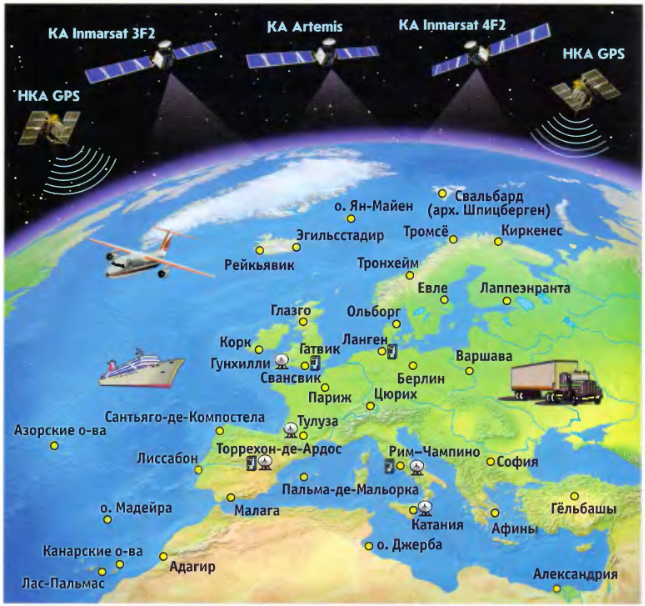 КА Inmarsat 3F2
КА Artemis
КА Inmarsat 4F2
НКА GPS
НКА GPS
о. Ян-Майен
Свальбард
(арх. Шпицберген)
Эгильсстадир
Тромсё
Киркенес
Рейкьявик
Тронхейм
Евле
Лаппеэнранта
Глазго
Ольборг
Корк
Гатвик
Ланген
Гунхилли
Варшава
Свансвик
Берлин
Париж
Цюрих
Сантьяго-де-Компостела
Тулуза
Азорские о-ва
Торрехон-де-Ардос
Рим–Чампино
Лиссабон
София
Пальма-де-Мальорка
о. Мадейра
Малага
Катания
Гёльбашы
Афины
Канарские о-ва
Адагир
о. Джерба
Лас-Пальмас
Александрия